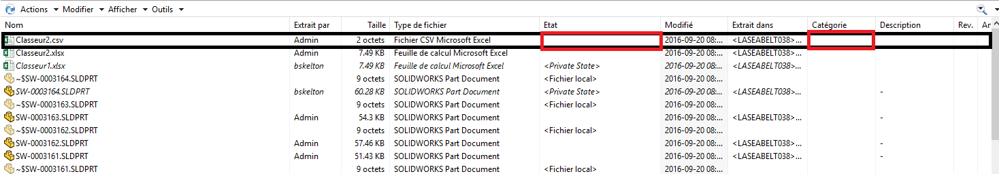 Actions Modifier Afficher Outils
Nom Extrait par Taille Type de fichier Etat Modifié Extrait dans Catégorie Description Rev. An
Classeur2.csv Admin 2 octets Fichier CSV Microsoft Excel 2016-09-20 08:... <LASEABELT038>...
Classeur2.xlsx Admin 7.49 KB Feuille de calcul Microsoft Excel 2016-09-20 08:... <LASEABELT038>...
Classeur1.xlsx bskelton 7.49 KB Feuille de calcul Microsoft Excel <Private State> 2016-09-20 08:... <LASEABELT038>...
~$SW-0003164.SLDPRT 9 octets SOLIDWORKS Part Document <Fichier local> 2016-09-20 08:...
SW-0003164.SLDPRT bskelton 60.28 KB SOLIDWORKS Part Document <Private State> 2016-09-20 08:... <LASEABELT038>... -
~$SW-0003163.SLDPRT 9 octets SOLIDWORKS Part Document <Fichier local> 2016-09-20 08:...
SW-0003163.SLDPRT Admin 54.3 KB SOLIDWORKS Part Document 2016-09-20 08:... <LASEABELT038>... -
~$SW-0003162.SLDPRT 9 octets SOLIDWORKS Part Document <Fichier local> 2016-09-20 08:...
SW-0003162.SLDPRT Admin 57.46 KB SOLIDWORKS Part Document 2016-09-20 08:... <LASEABELT038>... -
SW-0003161.SLDPRT Admin 51.43 KB SOLIDWORKS Part Document 2016-09-20 08:... <LASEABELT038>... -
~$SW-0003161.SLDPRT 9 octets SOLIDWORKS Part Document <Fichier local> 2016-09-20 08:...